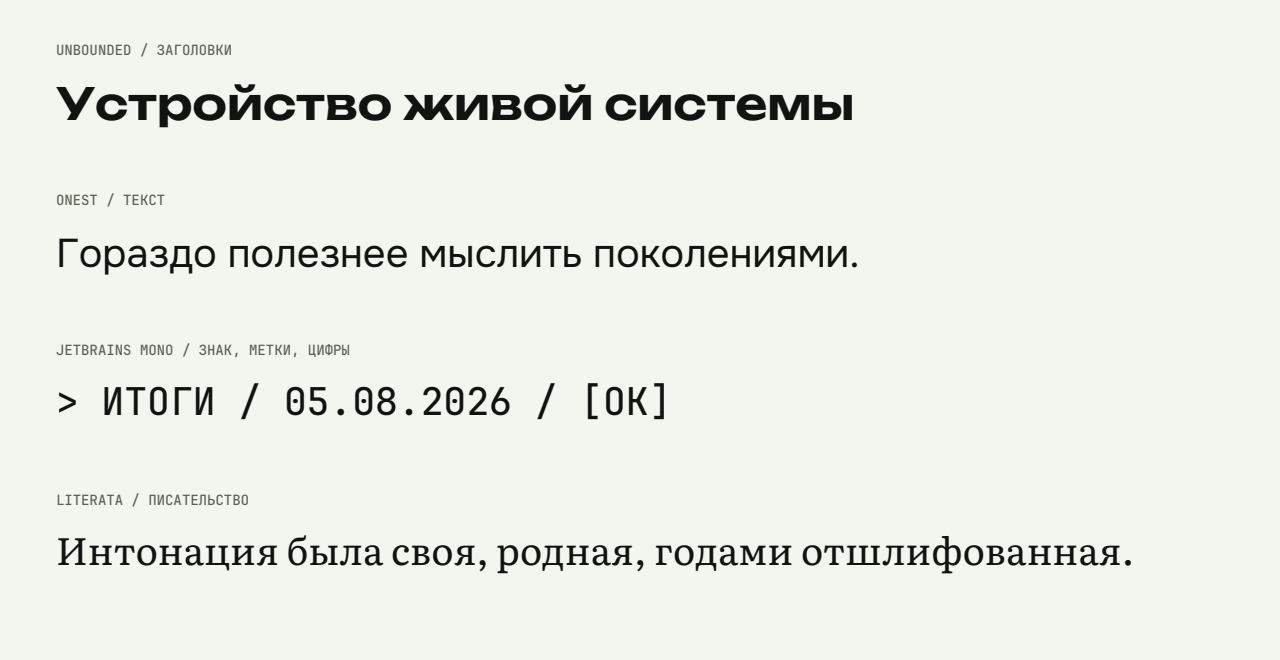 UNBOUNDED / ЗАГОЛОВКИ
Устройство живой системы
ONEST / ТЕКСТ
Гораздо полезнее мыслить поколениями.
JETBRAINS MONO / ЗНАК, МЕТКИ, ЦИФРЫ
> ИТОГИ / 05.08.2026 / [OK]
LITERATA / ПИСАТЕЛЬСТВО
Интонация была своя, родная, годами отшлифованная.